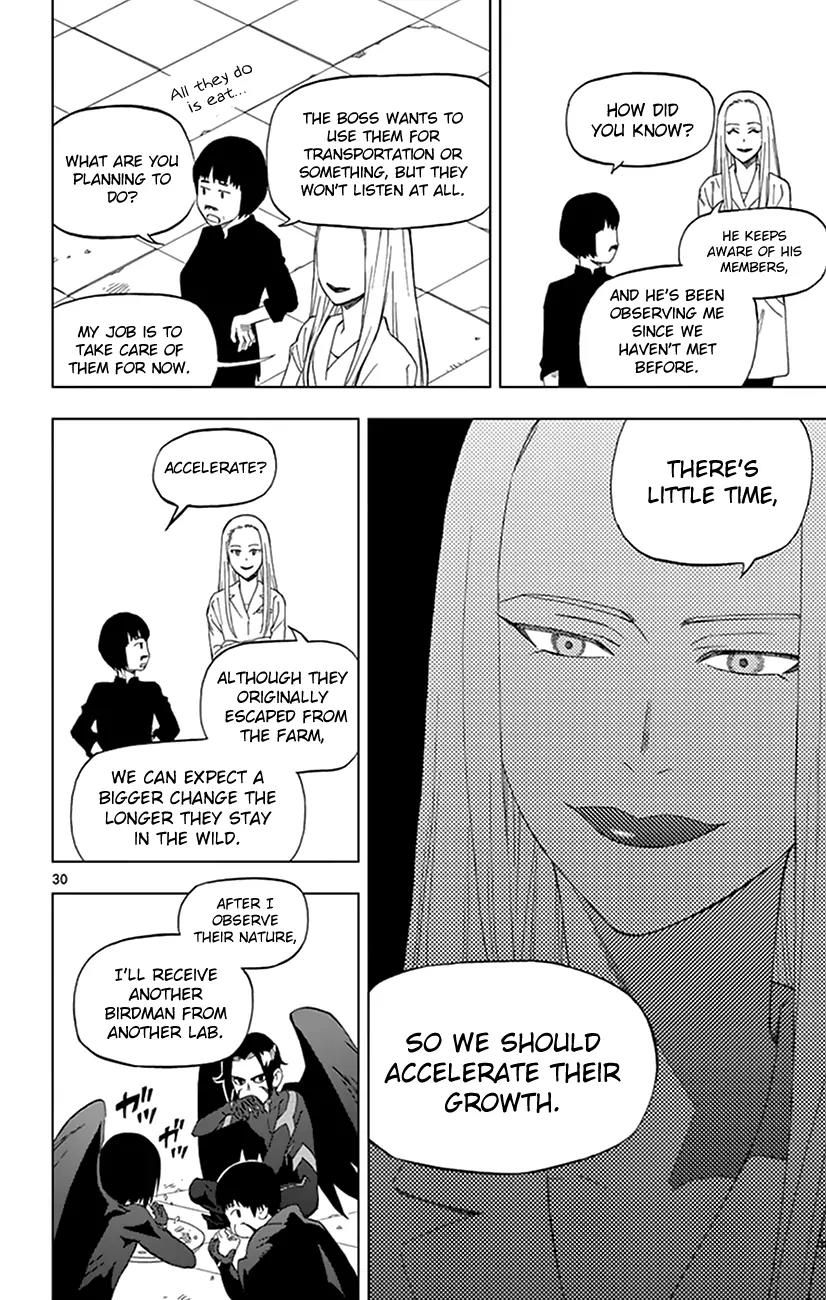 HOW DID
YOU KNOW?
HE KEEPS
AWARE OF HIS
MEMBERS,
AND HE'S BEEN
OBSERVING ME
SINCE WE
HAVEN'T MET
BEFORE.
THE BOSS WANTS TO
USE THEM FOR
TRANSPORTATION OR
SOMETHING, BUT THEY
WON'T LISTEN AT ALL.
All they do
is eat...
WHAT ARE YOU
PLANNING TO
DO?
MY JOB IS TO
TAKE CARE OF
THEM FOR NOW.
THERE'S
LITTLE TIME,
SO WE SHOULD
ACCELERATE THEIR
GROWTH.
ACCELERATE?
ALTHOUGH THEY
ORIGINALLY
ESCAPED FROM
THE FARM,
WE CAN EXPECT A
BIGGER CHANGE THE
LONGER THEY STAY
IN THE WILD.
30
AFTER I
OBSERVE
THEIR NATURE,
I'LL RECEIVE
ANOTHER
BIRDMAN FROM
ANOTHER LAB.
ガツ
ガツ